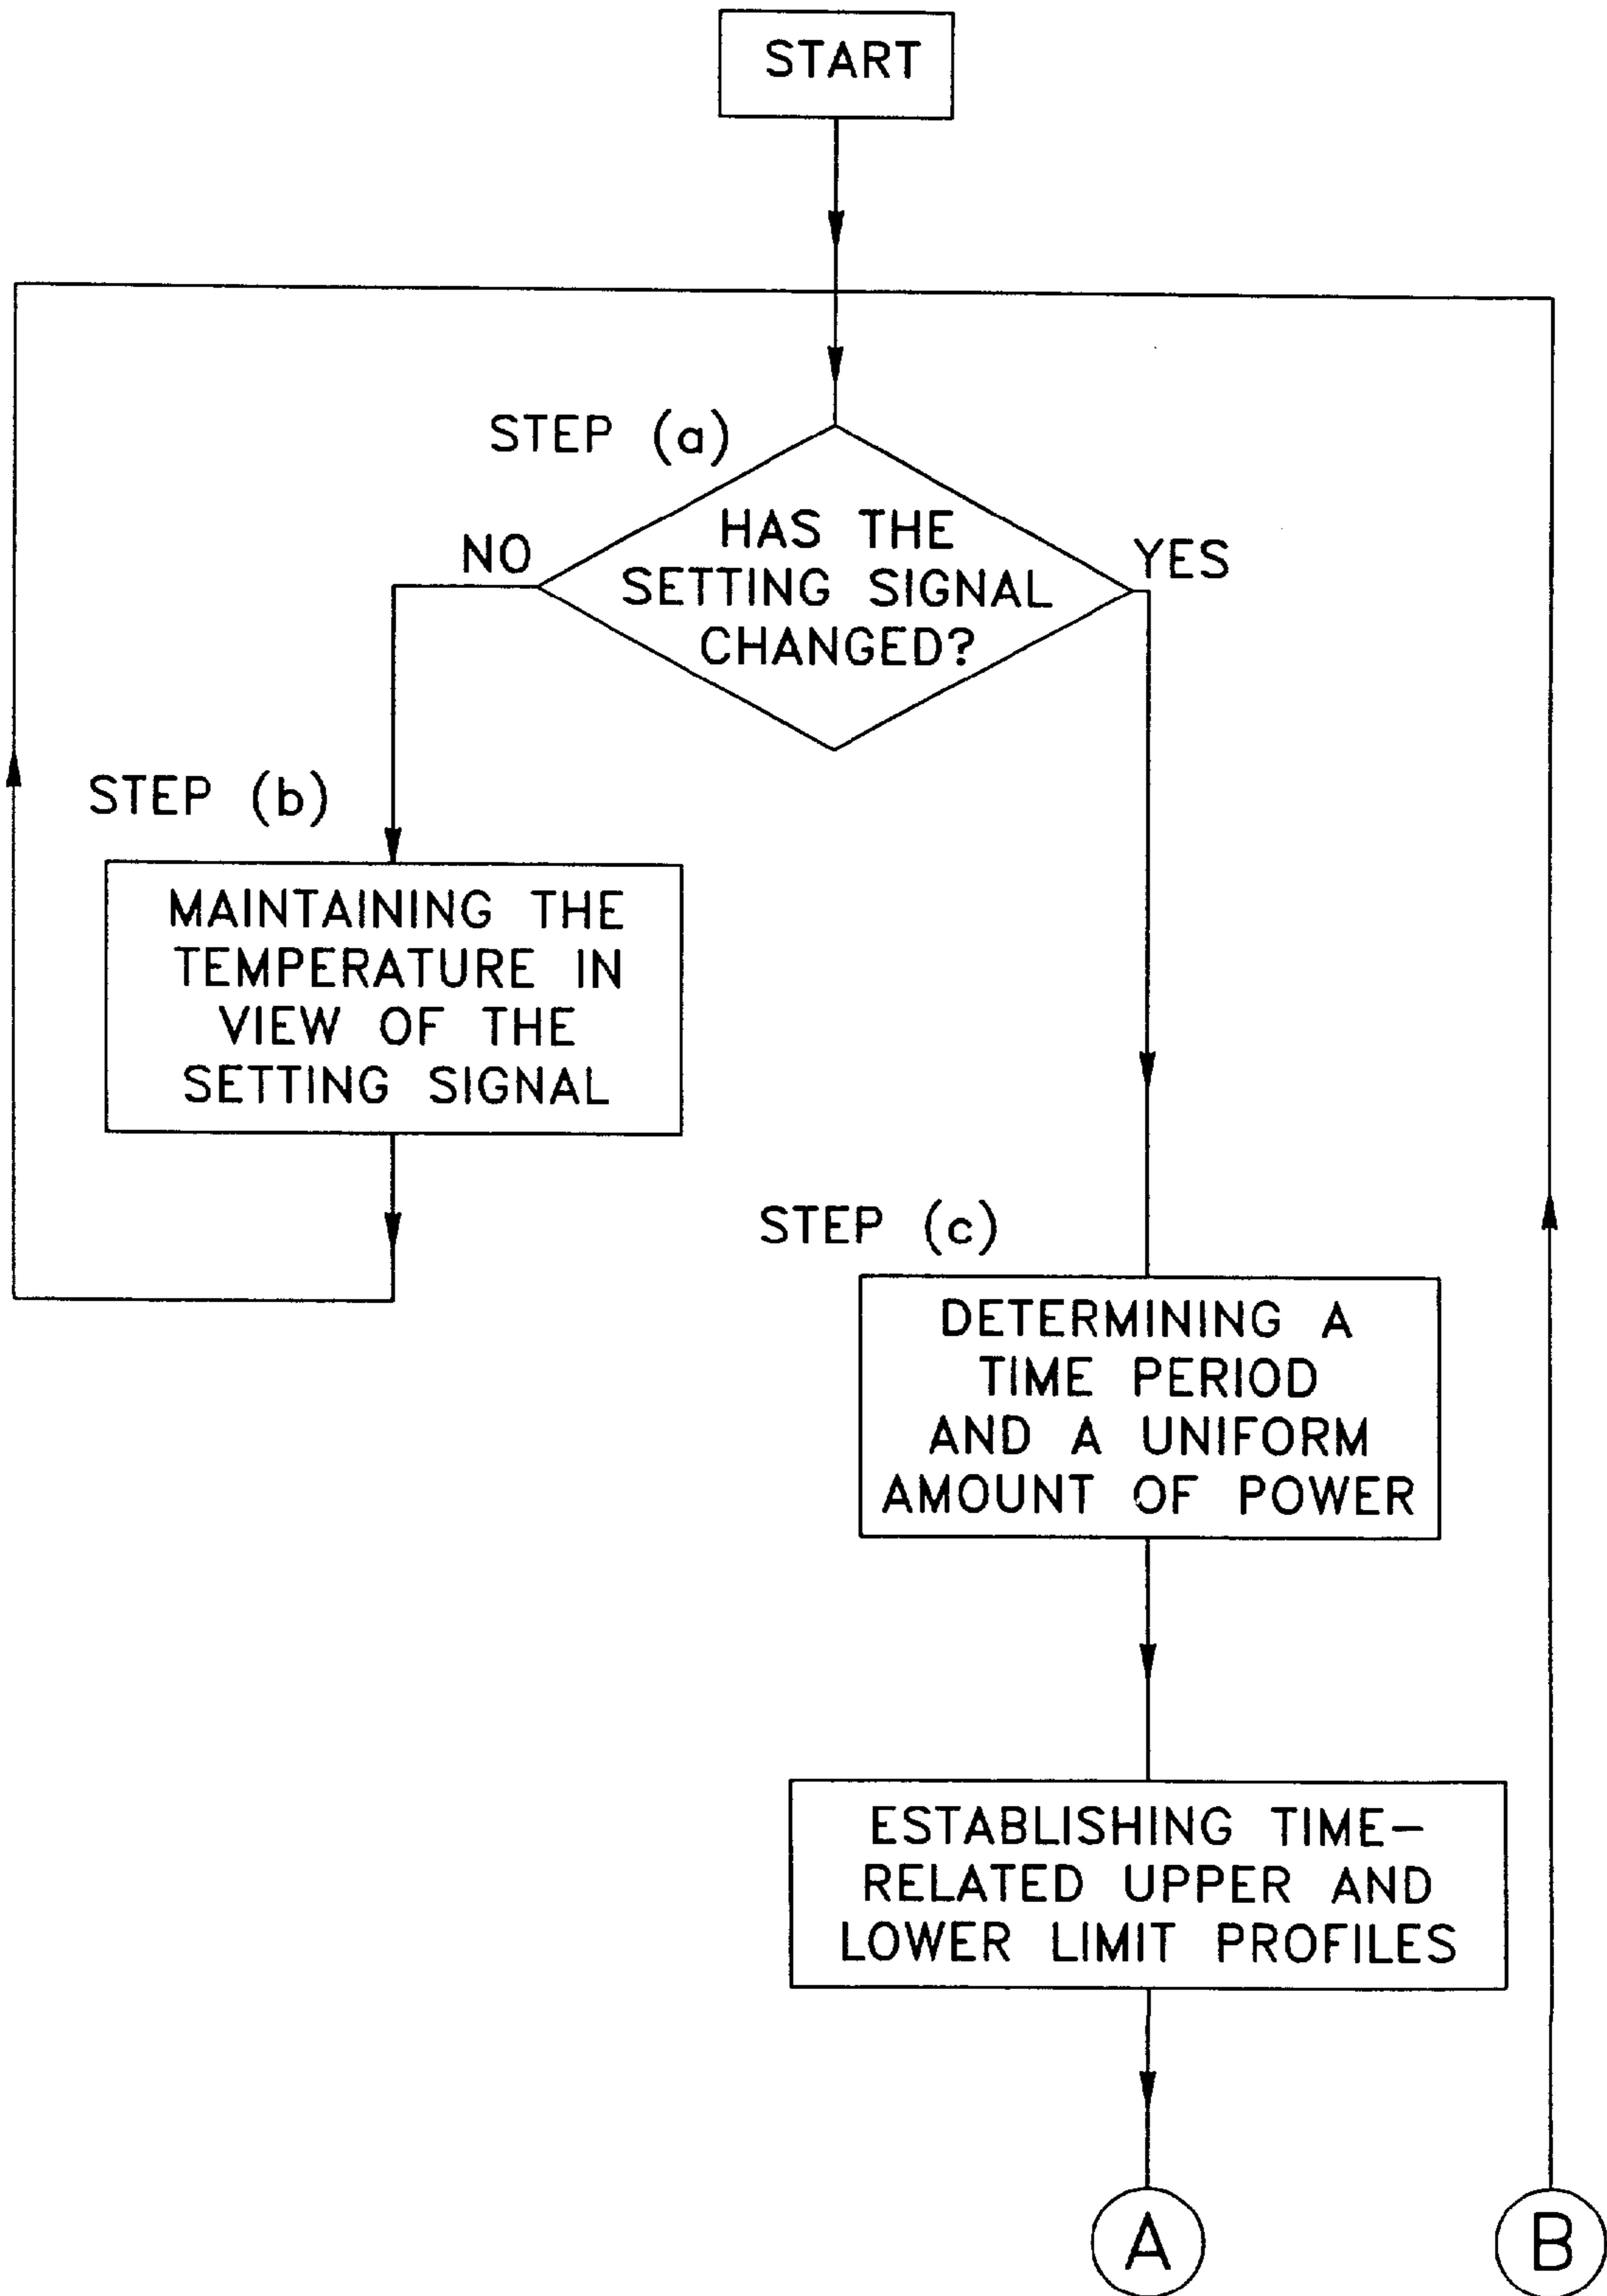 START
STEP (a)
HAS THE
SETTING SIGNAL
CHANGED?
NO
YES
STEP (b)
MAINTAINING THE
TEMPERATURE IN
VIEW OF THE
SETTING SIGNAL
STEP (c)
DETERMINING A
TIME PERIOD
AND A UNIFORM
AMOUNT OF POWER
ESTABLISHING TIME-
RELATED UPPER AND
LOWER LIMIT PROFILES
A
B